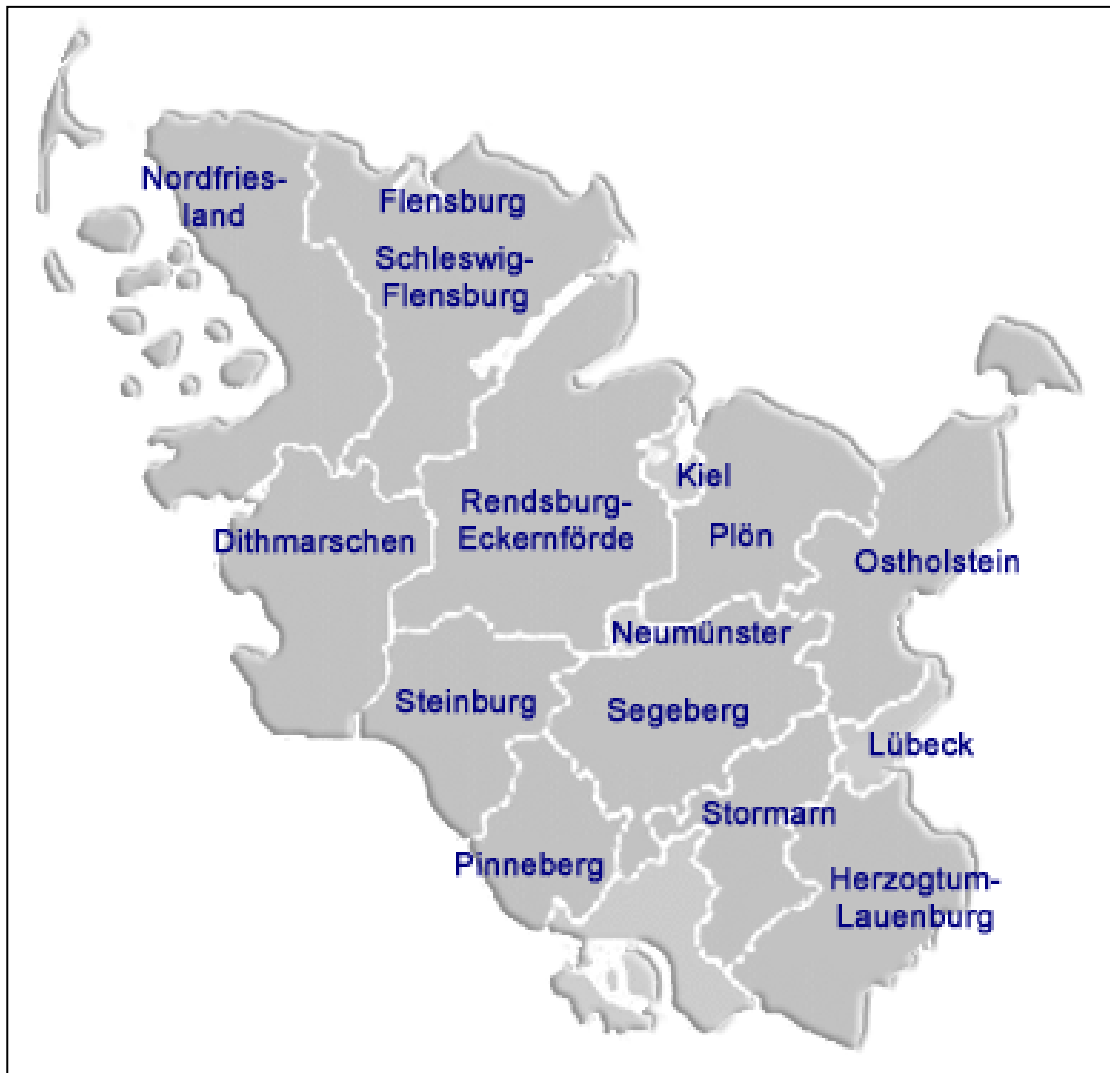 Nordfries-
land
Flensburg
Schleswig-
Flensburg
Kiel
Rendsburg-
Eckernförde
Plön
Dithmarschen
Ostholstein
Neumünster
Steinburg
Segeberg
Lübeck
Stormarn
Pinneberg
Herzogtum-
Lauenburg